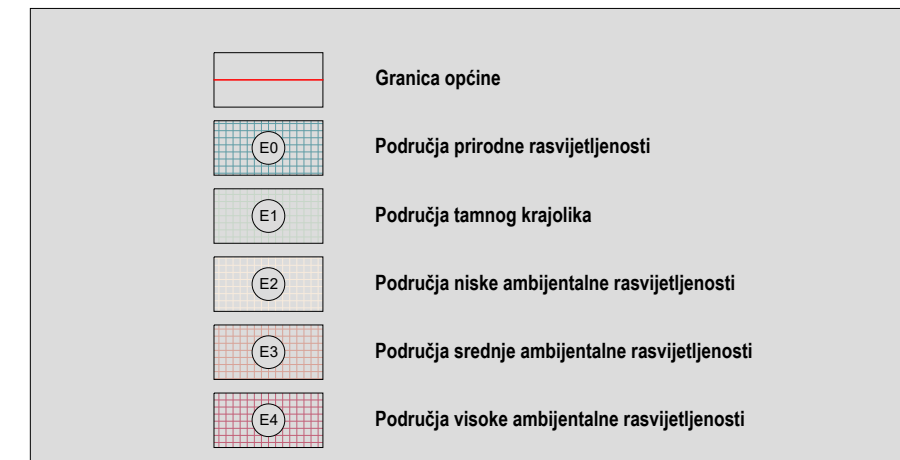 Granica općine
E0 Područja prirodne rasvijetljenosti
E1 Područja tamnog krajolika
E2 Područja niske ambijentalne rasvijetljenosti
E3 Područja srednje ambijentalne rasvijetljenosti
E4 Područja visoke ambijentalne rasvijetljenosti